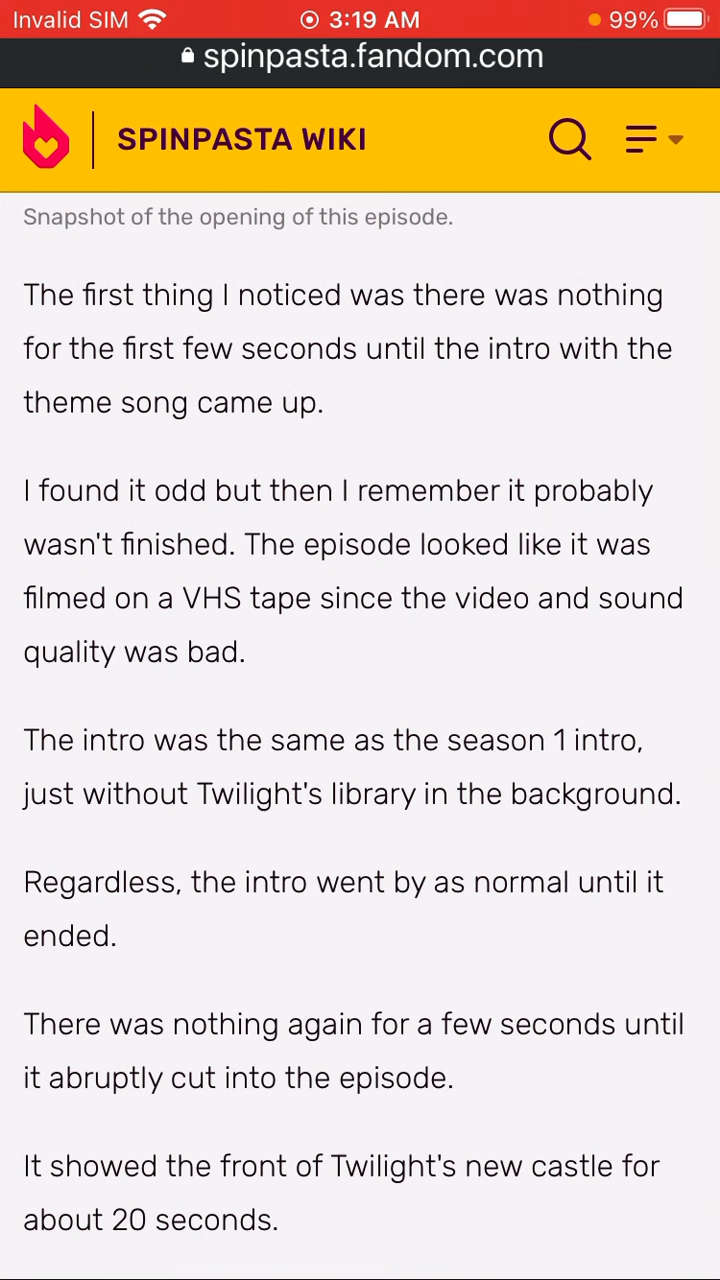 Invalid SIM 3:19 AM 99%
spinpasta.fandom.com
SPINPASTA WIKI
Snapshot of the opening of this episode.
The first thing I noticed was there was nothing
for the first few seconds until the intro with the
theme song came up.
I found it odd but then I remember it probably
wasn't finished. The episode looked like it was
filmed on a VHS tape since the video and sound
quality was bad.
The intro was the same as the season 1 intro,
just without Twilight's library in the background.
Regardless, the intro went by as normal until it
ended.
There was nothing again for a few seconds until
it abruptly cut into the episode.
It showed the front of Twilight's new castle for
about 20 seconds.